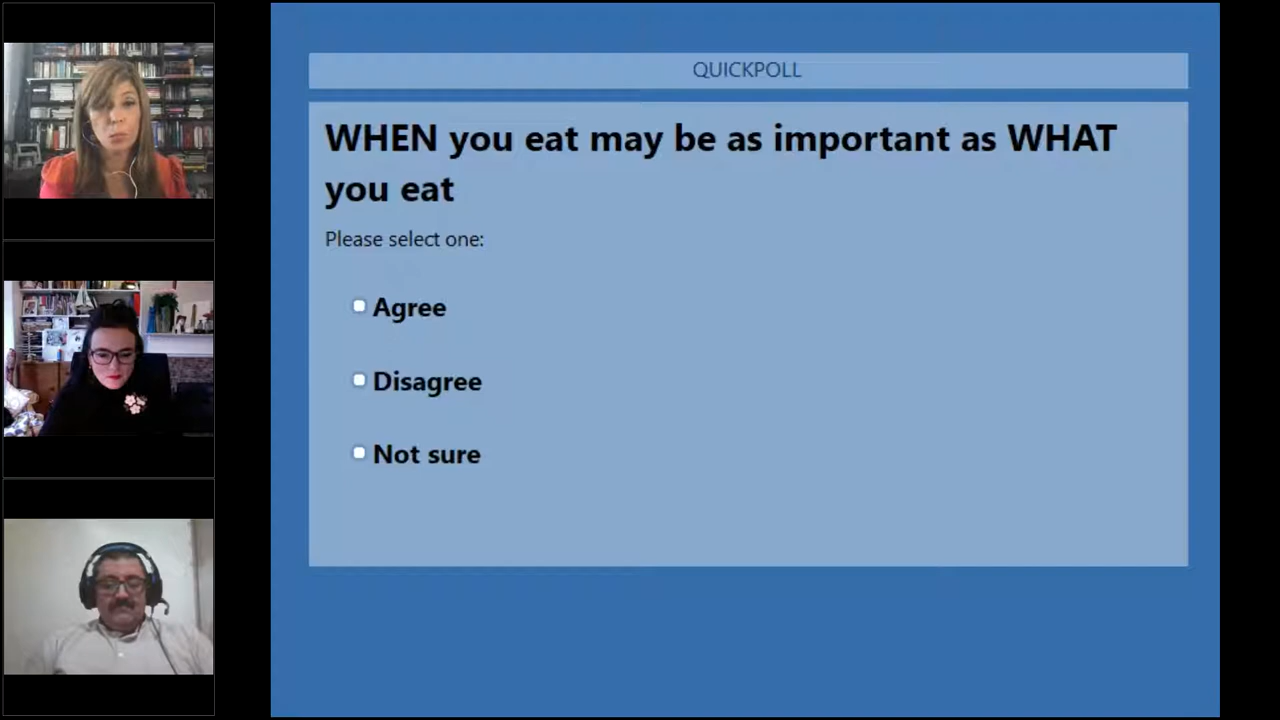 QUICKPOLL
WHEN you eat may be as important as WHAT
you eat
Please select one:
Agree
Disagree
Not sure